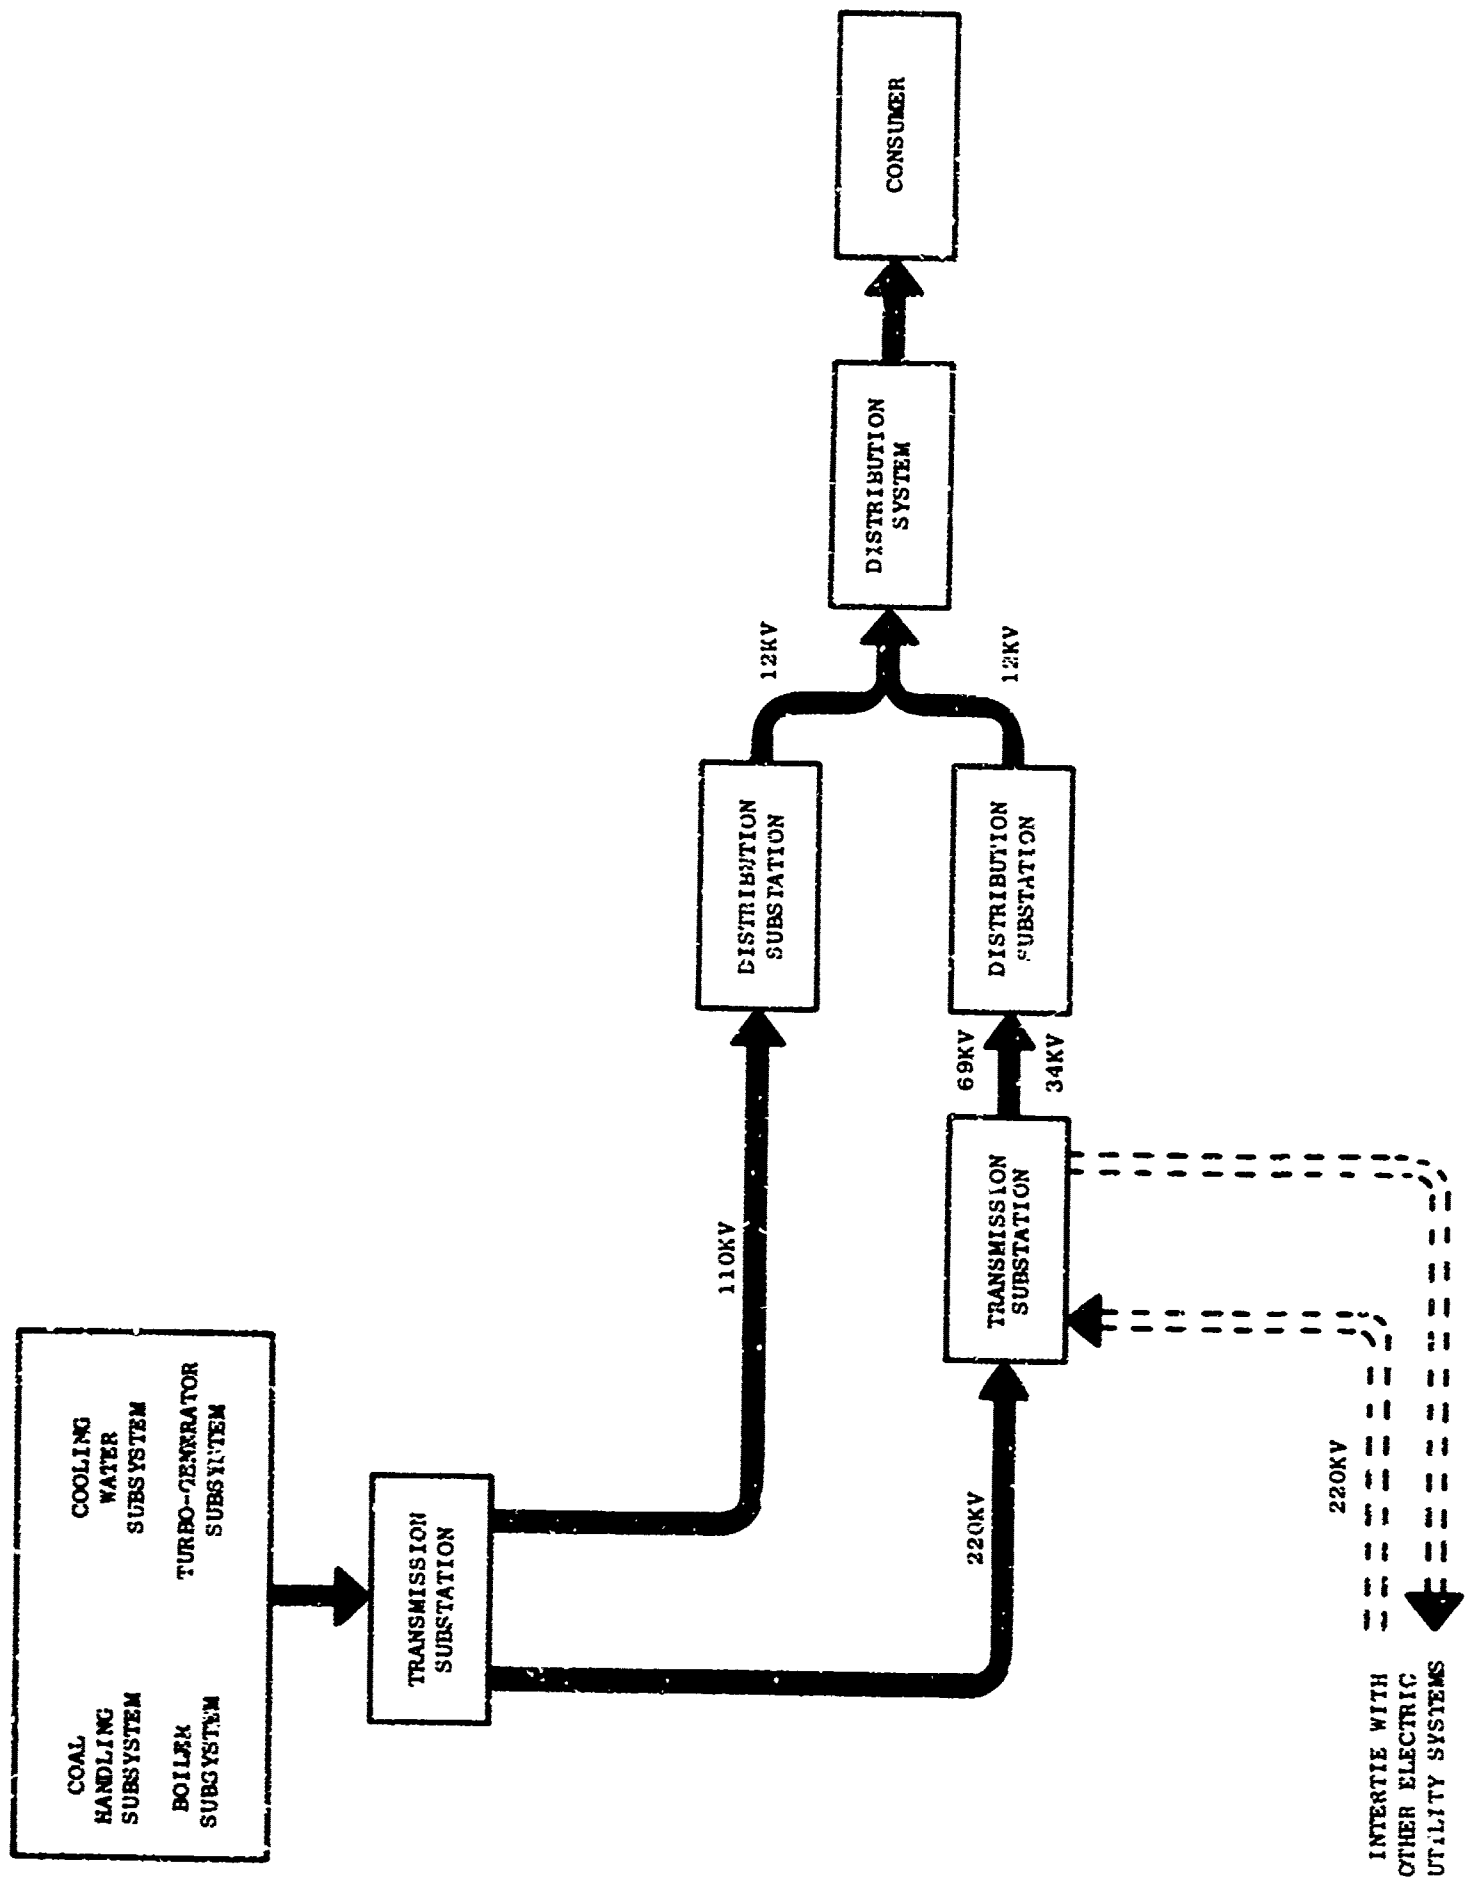 COAL
HANDLING
SUBSYSTEM
COOLING
WATER
SUBSYSTEM
BOILER
SUBSYSTEM
TURBO-GENERATOR
SUBSYSTEM
TRANSMISSION
SUBSTATION
110KV
220KV
DISTRIBUTION
SUBSTATION
12KV
TRANSMISSION
SUBSTATION
69KV
34KV
DISTRIBUTION
SUBSTATION
12KV
DISTRIBUTION
SYSTEM
CONSUMER
220KV
INTERTIE WITH
OTHER ELECTRIC
UTILITY SYSTEMS